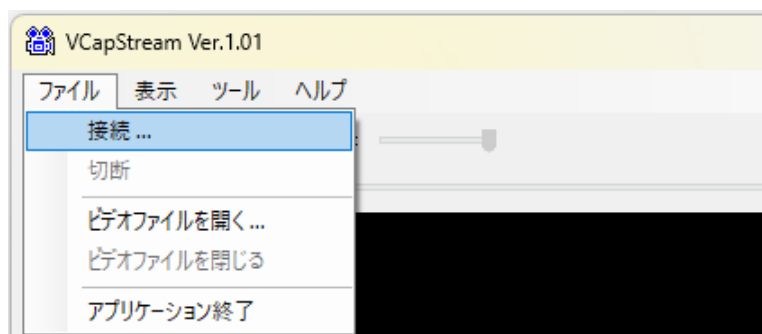 VCapStream Ver.1.01
ファイル 表示 ツール ヘルプ
接続 ...
切断
ビデオファイルを開く...
ビデオファイルを閉じる
アプリケーション終了